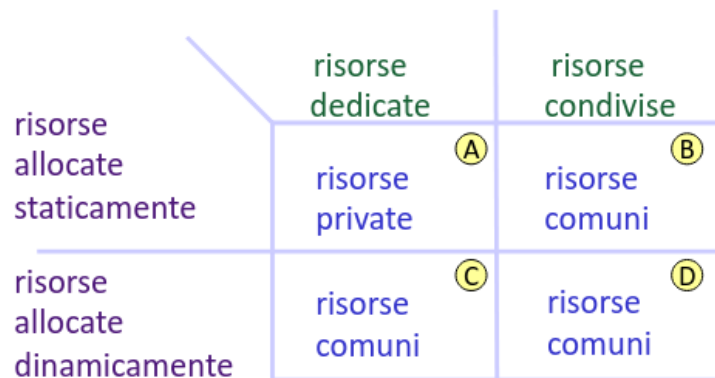 risorse
dedicate
risorse
condivise
risorse
allocate
staticamente
A
risorse
private
B
risorse
comuni
risorse
allocate
dinamicamente
C
risorse
comuni
D
risorse
comuni